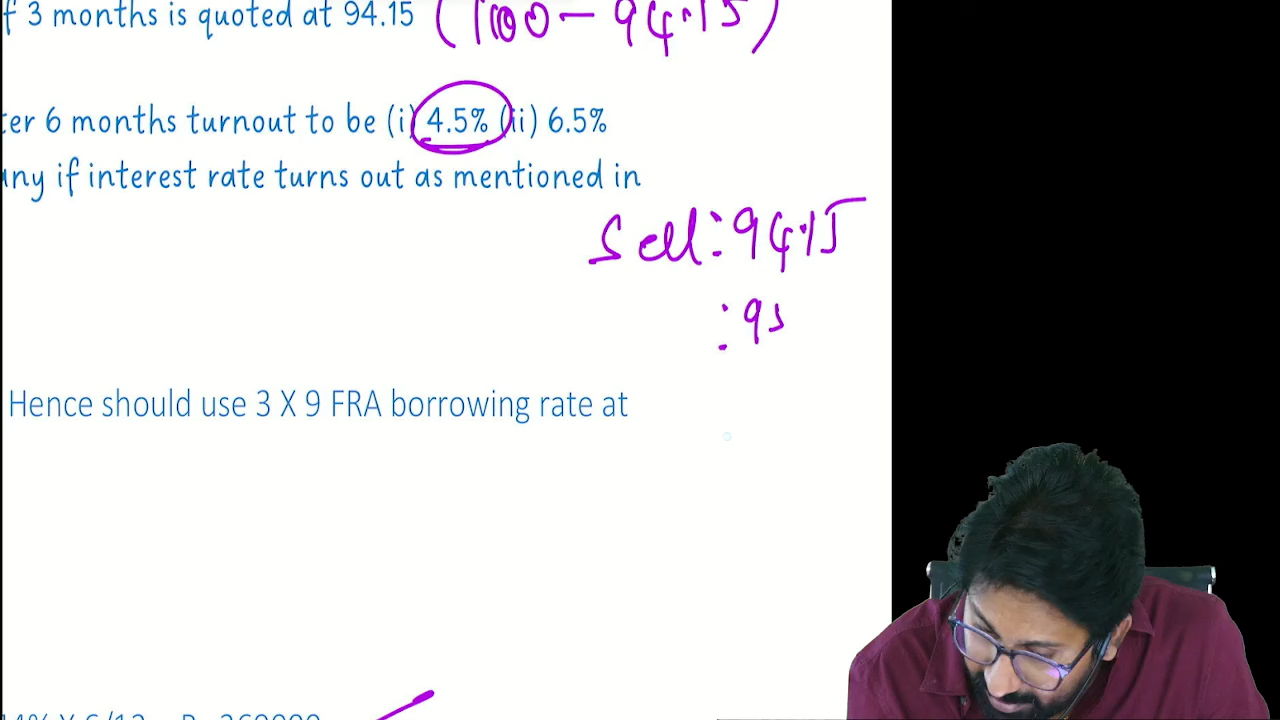 f 3 months is quoted at 94.15 (100 - 94.15)
ter 6 months turnout to be (i) 4.5% (ii) 6.5%
any if interest rate turns out as mentioned in
Sell: 94.15
: 95
Hence should use 3 X 9 FRA borrowing rate at